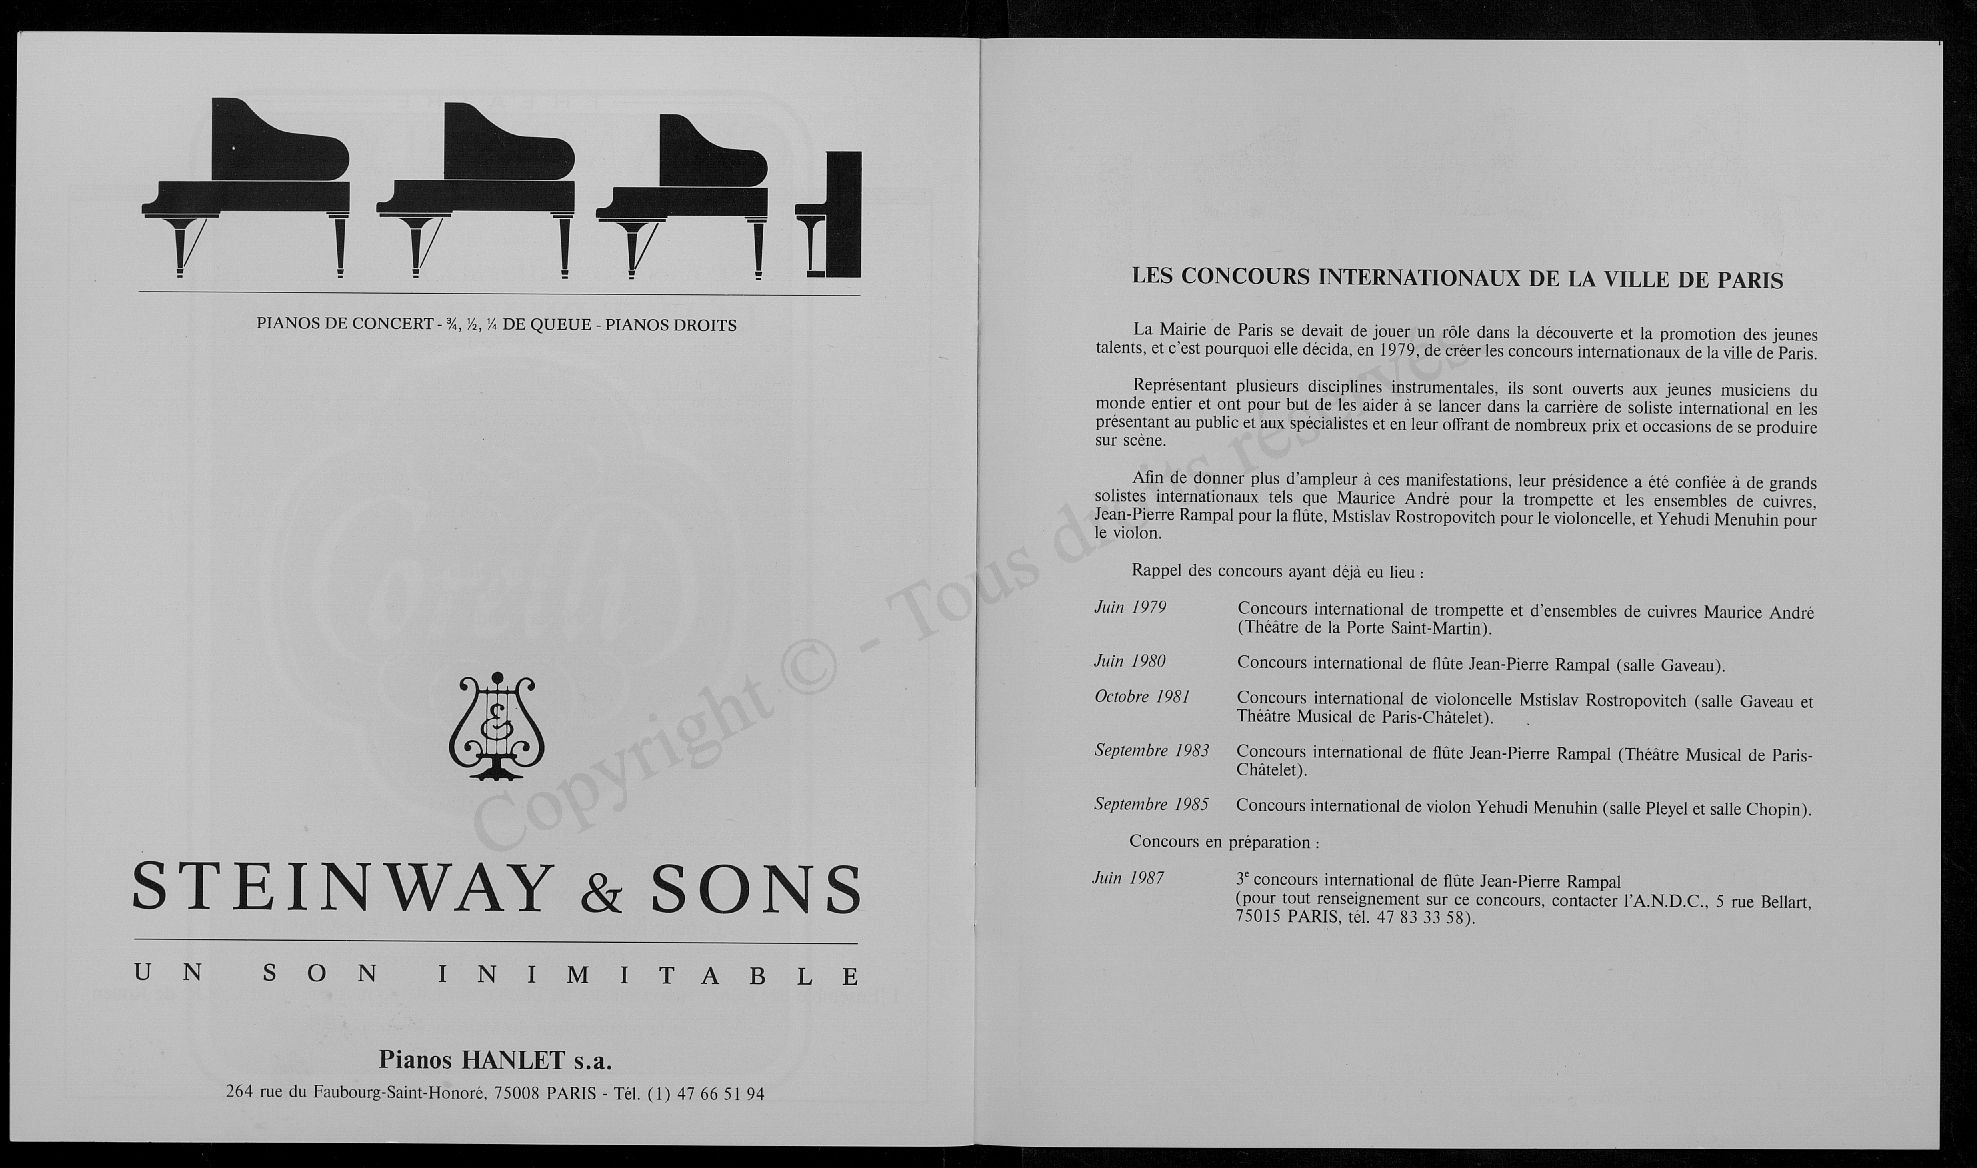 PIANOS DE CONCERT - ¾, ½, ¼ DE QUEUE - PIANOS DROITS
&
STEINWAY & SONS
UN SON INIMITABLE
Pianos HANLET s.a.
264 rue du Faubourg-Saint-Honoré, 75008 PARIS - Tél. (1) 47 66 51 94
LES CONCOURS INTERNATIONAUX DE LA VILLE DE PARIS
La Mairie de Paris se devait de jouer un rôle dans la découverte et la promotion des jeunes
talents, et c'est pourquoi elle décida, en 1979, de créer les concours internationaux de la ville de Paris.
Représentant plusieurs disciplines instrumentales, ils sont ouverts aux jeunes musiciens du
monde entier et ont pour but de les aider à se lancer dans la carrière de soliste international en les
présentant au public et aux spécialistes et en leur offrant de nombreux prix et occasions de se produire
sur scène.
Afin de donner plus d'ampleur à ces manifestations, leur présidence a été confiée à de grands
solistes internationaux tels que Maurice André pour la trompette et les ensembles de cuivres,
Jean-Pierre Rampal pour la flûte, Mstislav Rostropovitch pour le violoncelle, et Yehudi Menuhin pour
le violon.
Rappel des concours ayant déjà eu lieu :
Juin 1979 Concours international de trompette et d'ensembles de cuivres Maurice André
(Théâtre de la Porte Saint-Martin).
Juin 1980 Concours international de flûte Jean-Pierre Rampal (salle Gaveau).
Octobre 1981 Concours international de violoncelle Mstislav Rostropovitch (salle Gaveau et
Théâtre Musical de Paris-Châtelet).
Septembre 1983 Concours international de flûte Jean-Pierre Rampal (Théâtre Musical de Paris-
Châtelet).
Septembre 1985 Concours international de violon Yehudi Menuhin (salle Pleyel et salle Chopin).
Concours en préparation :
Juin 1987 3e concours international de flûte Jean-Pierre Rampal
(pour tout renseignement sur ce concours, contacter l'A.N.D.C., 5 rue Bellart,
75015 PARIS, tél. 47 83 33 58).
Copyright © - Tous droits réservés